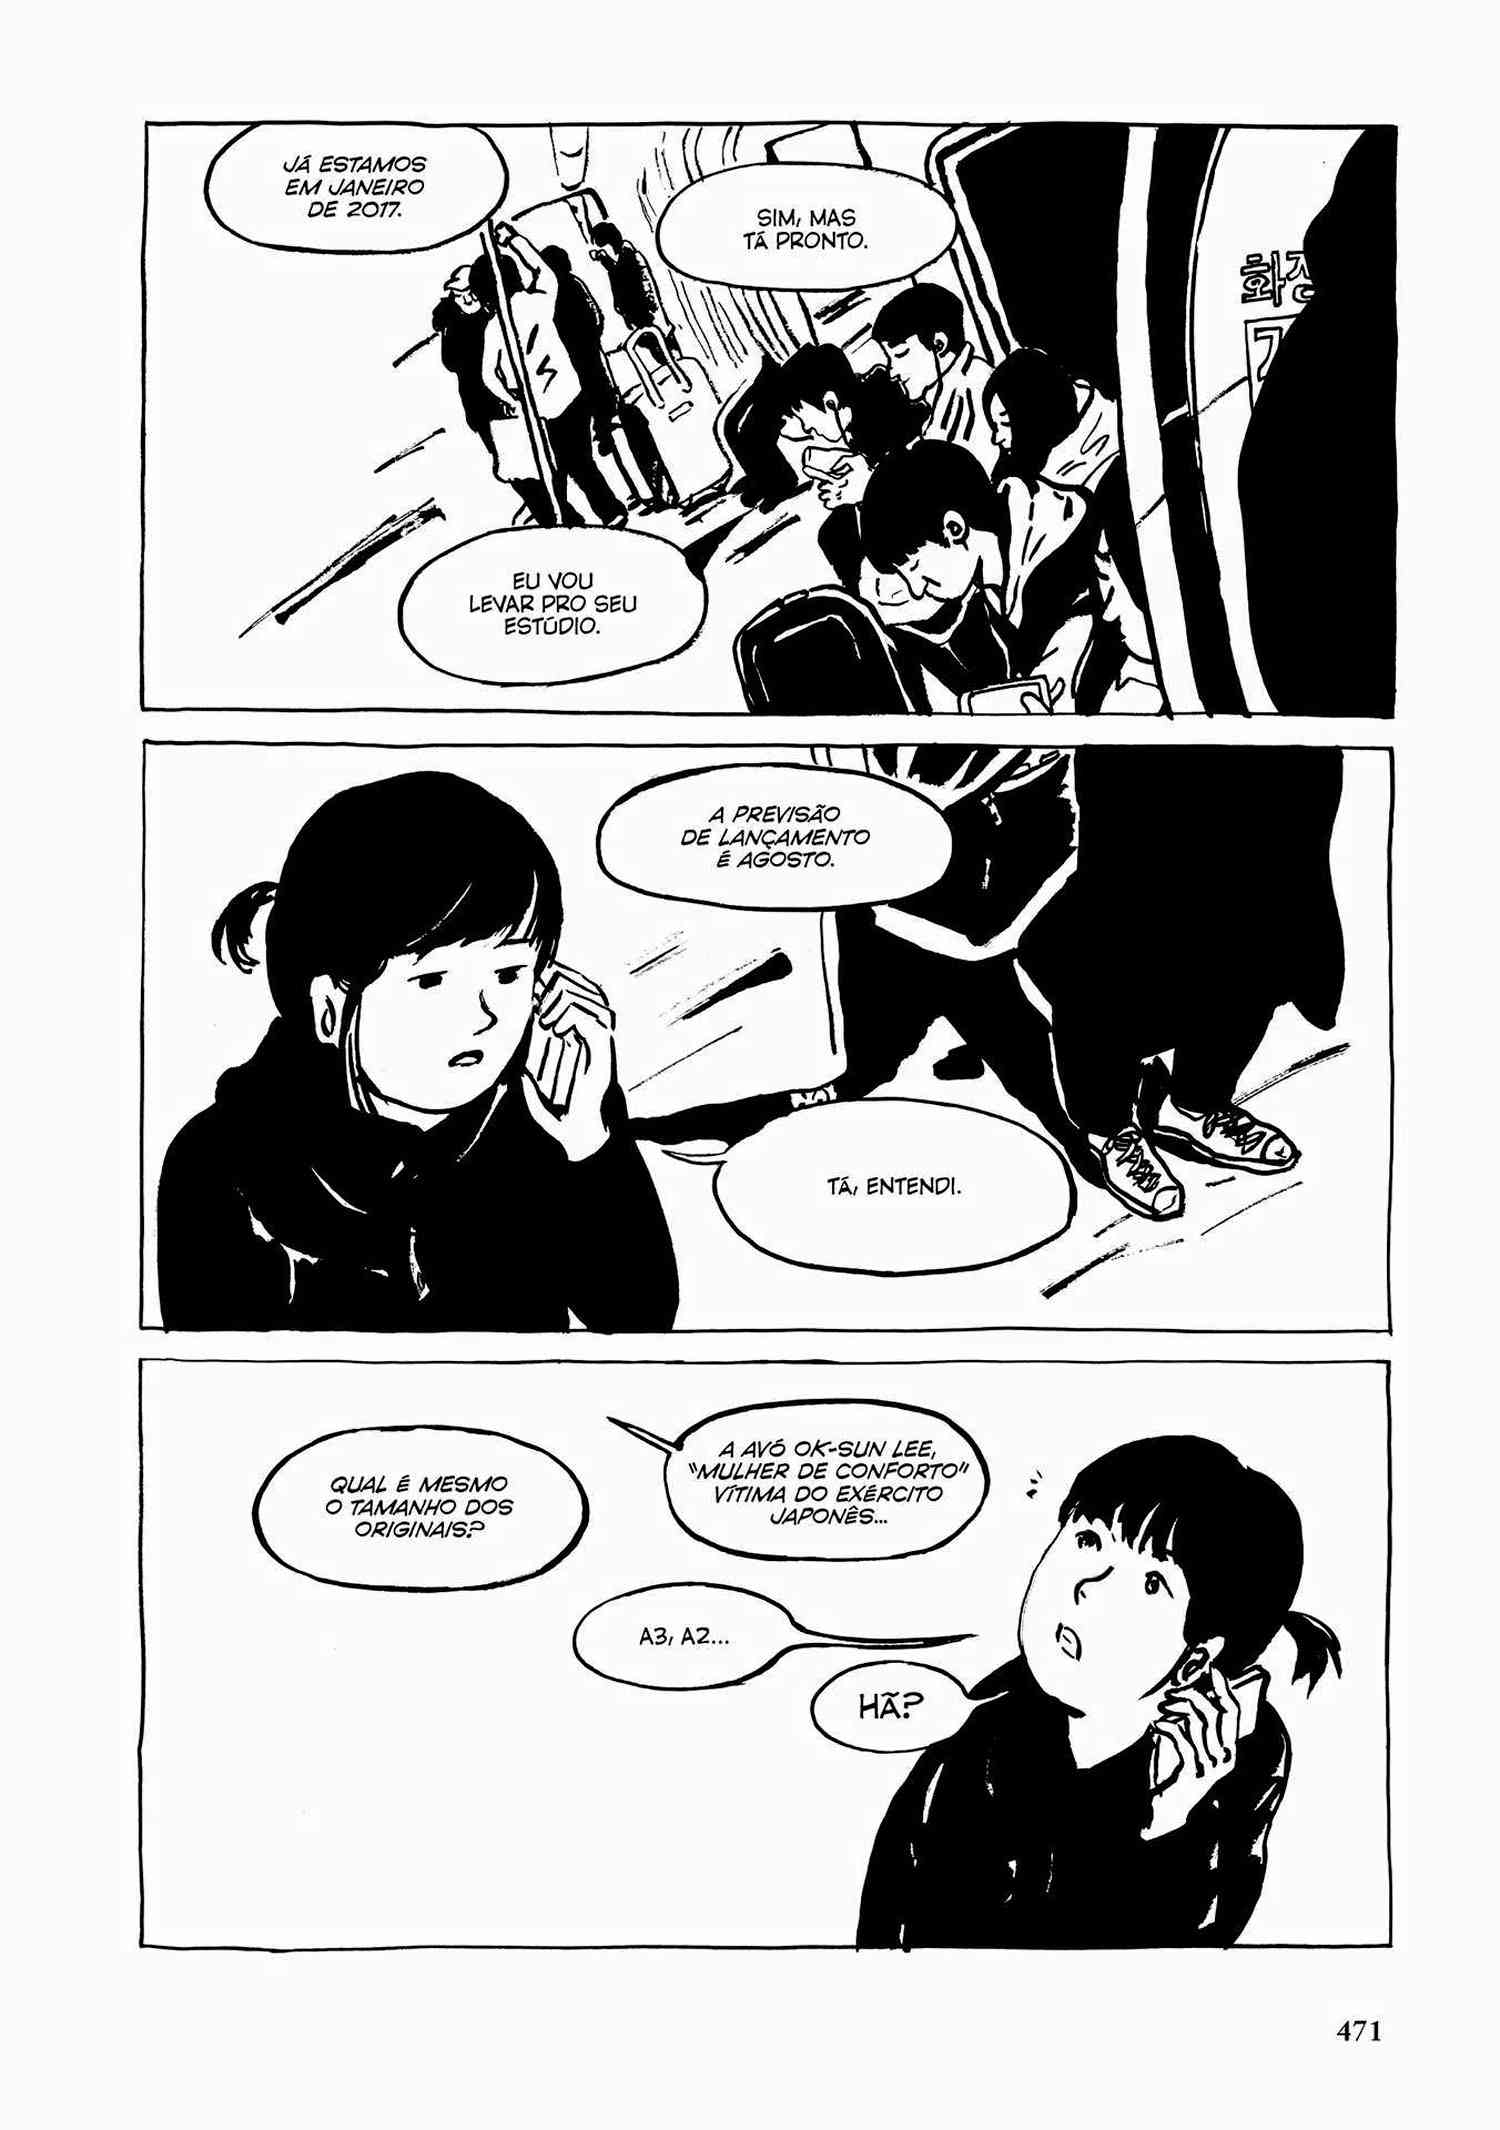 JÁ ESTAMOS
EM JANEIRO
DE 2017.
SIM, MAS
TÁ PRONTO.
화장
EU VOU
LEVAR PRO SEU
ESTÚDIO.
A PREVISÃO
DE LANÇAMENTO
É AGOSTO.
TÁ, ENTENDI.
QUAL É MESMO
O TAMANHO DOS
ORIGINAIS?
A AVÓ OK-SUN LEE,
"MULHER DE CONFORTO"
VÍTIMA DO EXÉRCITO
JAPONÊS...
A3, A2...
HÃ?
471